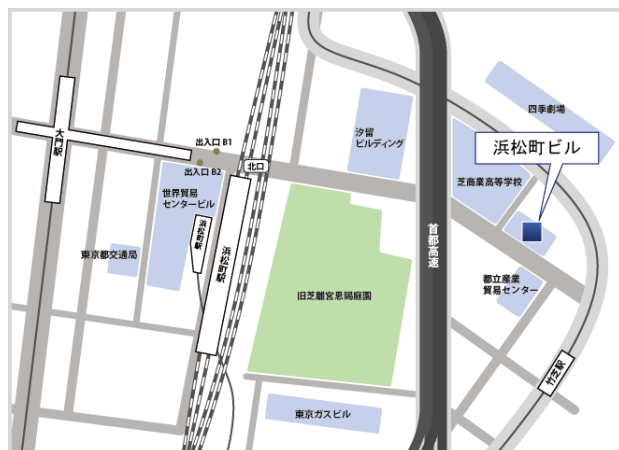 四季劇場
浜松町ビル
汐留
ビルディング
芝商業高等学校
大門駅
出入口 B1
出入口 B2
北口
世界貿易
センタービル
浜松町駅
浜松町駅
東京都交通局
首都高速
旧芝離宮恩賜庭園
都立産業
貿易センター
竹芝駅
東京ガスビル